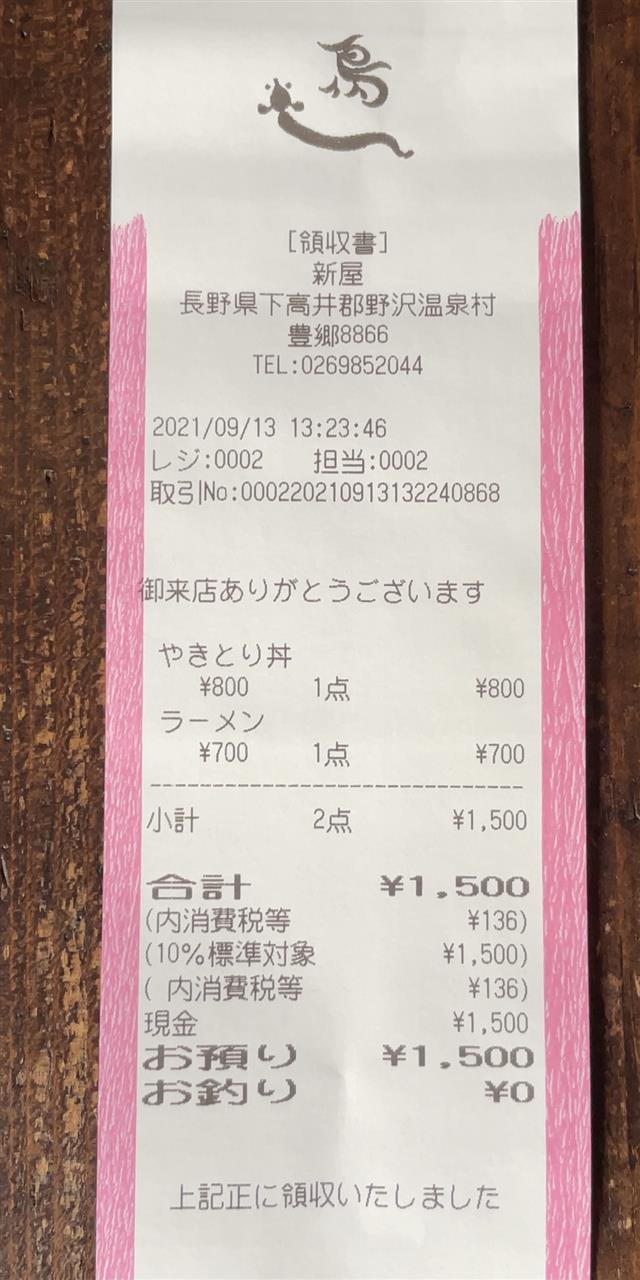 [領収書]
新屋
長野県下高井郡野沢温泉村
豊郷8866
TEL:0269852044
2021/09/13 13:23:46
レジ:0002 担当:0002
取引No:000220210913132240868
御来店ありがとうございます
やきとり丼
¥800 1点 ¥800
ラーメン
¥700 1点 ¥700
小計 2点 ¥1,500
合計 ¥1,500
(内消費税等 ¥136)
(10%標準対象 ¥1,500)
( 内消費税等 ¥136)
現金 ¥1,500
お預り ¥1,500
お釣り ¥0
上記正に領収いたしました